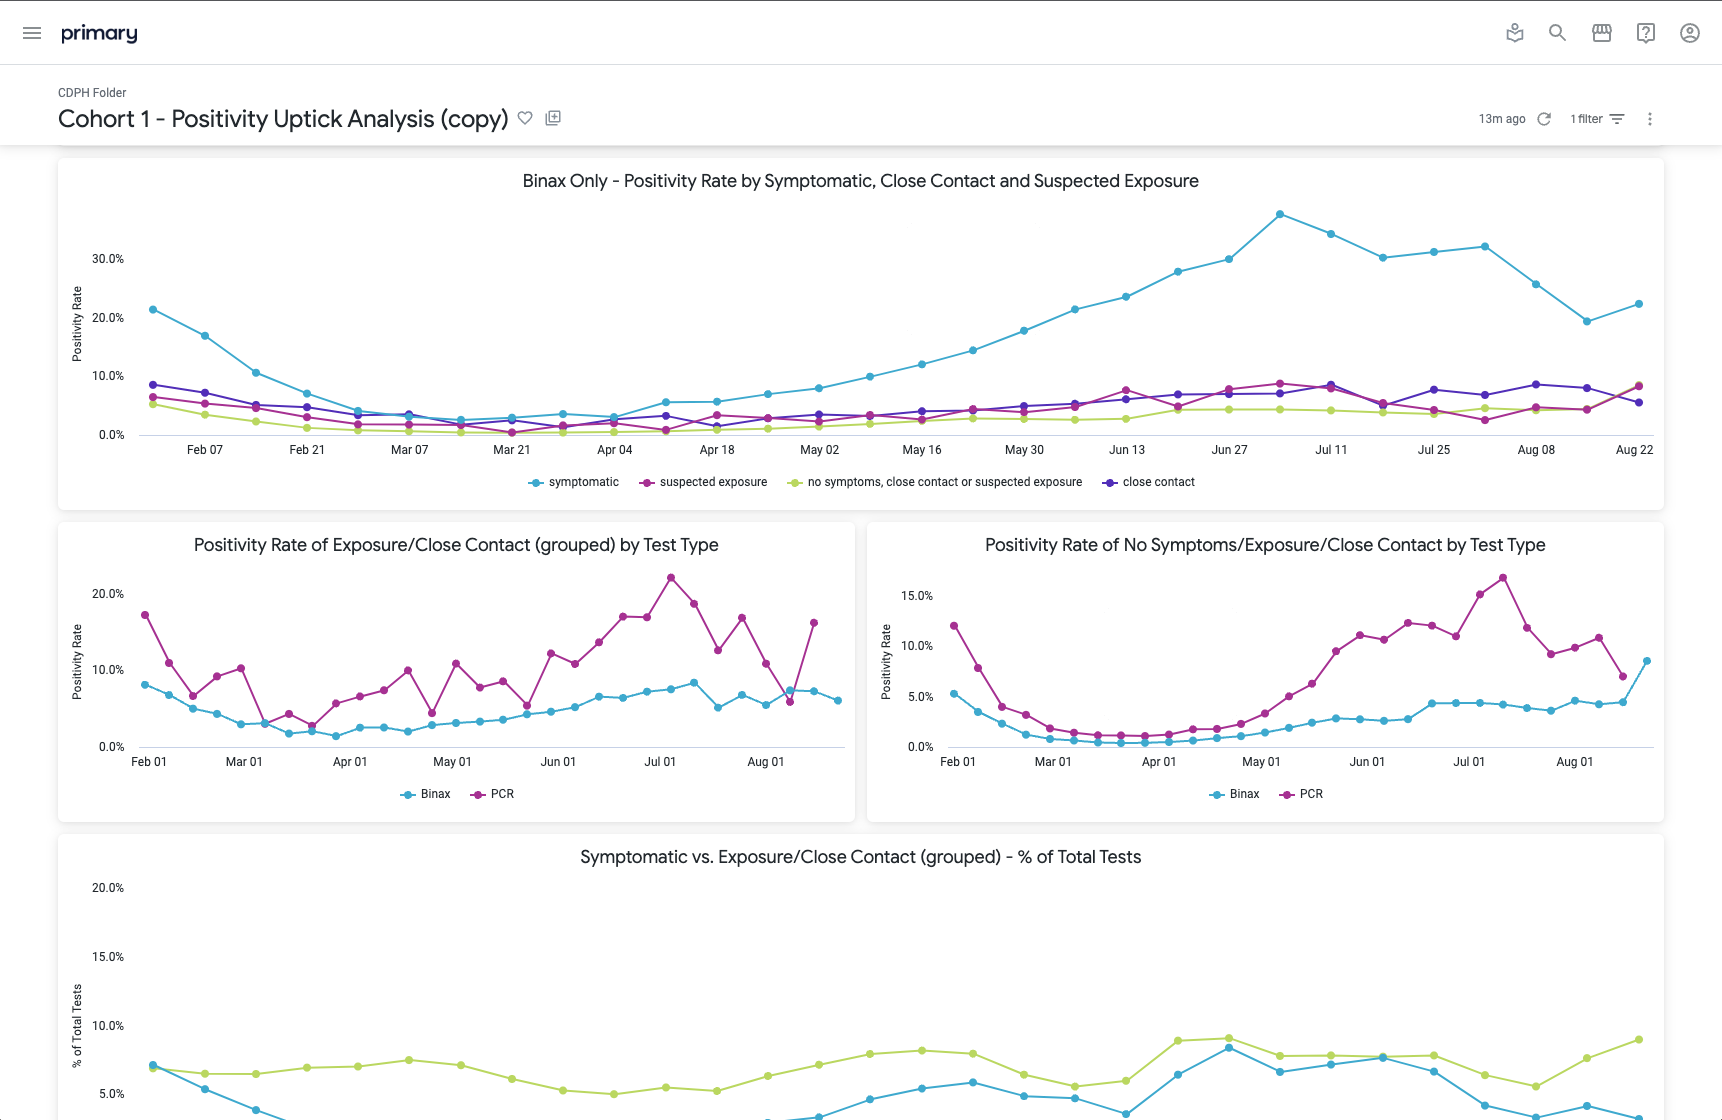 primary
CDPH Folder
Cohort 1 - Positivity Uptick Analysis (copy)
13m ago
1 filter
Binax Only - Positivity Rate by Symptomatic, Close Contact and Suspected Exposure
Positivity Rate
30.0%
20.0%
10.0%
0.0%
Feb 07 Feb 21 Mar 07 Mar 21 Apr 04 Apr 18 May 02 May 16 May 30 Jun 13 Jun 27 Jul 11 Jul 25 Aug 08 Aug 22
symptomatic suspected exposure no symptoms, close contact or suspected exposure close contact
Positivity Rate of Exposure/Close Contact (grouped) by Test Type
Positivity Rate
20.0%
10.0%
0.0%
Feb 01 Mar 01 Apr 01 May 01 Jun 01 Jul 01 Aug 01
Binax PCR
Positivity Rate of No Symptoms/Exposure/Close Contact by Test Type
Positivity Rate
15.0%
10.0%
5.0%
0.0%
Feb 01 Mar 01 Apr 01 May 01 Jun 01 Jul 01 Aug 01
Binax PCR
Symptomatic vs. Exposure/Close Contact (grouped) - % of Total Tests
% of Total Tests
20.0%
15.0%
10.0%
5.0%